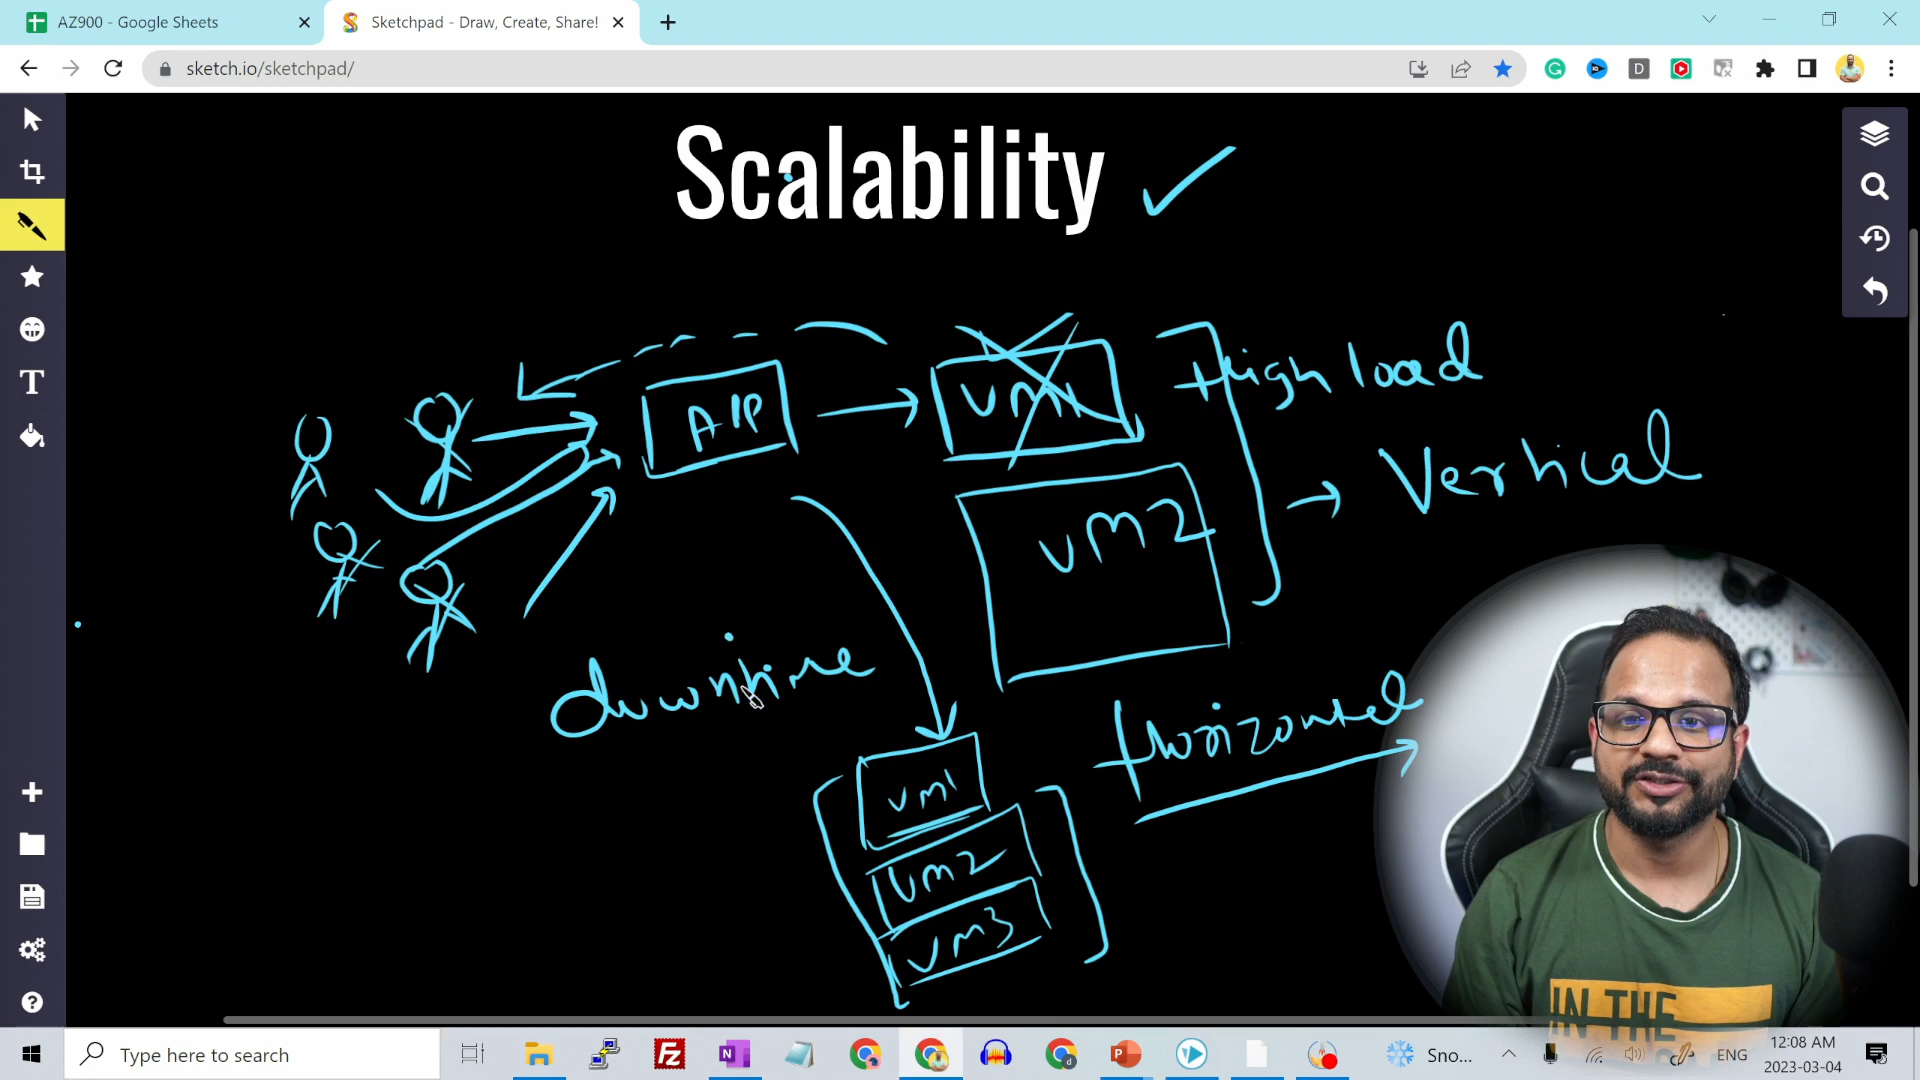 AZ900 - Google Sheets
Sketchpad - Draw, Create, Share!
sketch.io/sketchpad/
Scalability
High load
APP
VM1
Vertical
VM2
downtime
Horizontal
VM1
VM2
VM3
IN THE
Type here to search
Sno...
ENG
12:08 AM
2023-03-04